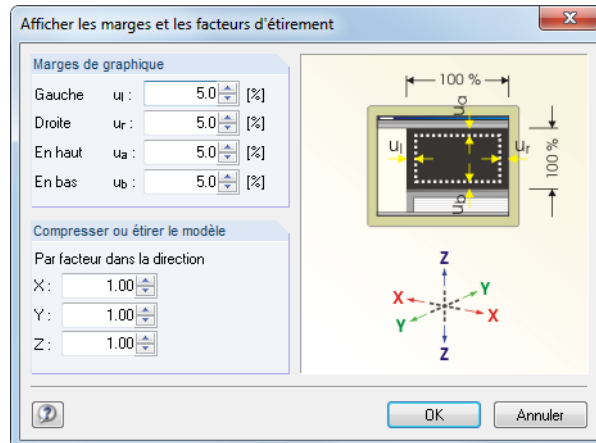 Afficher les marges et les facteurs d'étirement
Marges de graphique
Gauche ul : 5.0 [%]
Droite ur : 5.0 [%]
En haut ua : 5.0 [%]
En bas ub : 5.0 [%]
Compresser ou étirer le modèle
Par facteur dans la direction
X : 1.00
Y : 1.00
Z : 1.00
100 %
ua
ul
ur
100 %
ub
Z
Y
X
X
Y
Z
OK
Annuler